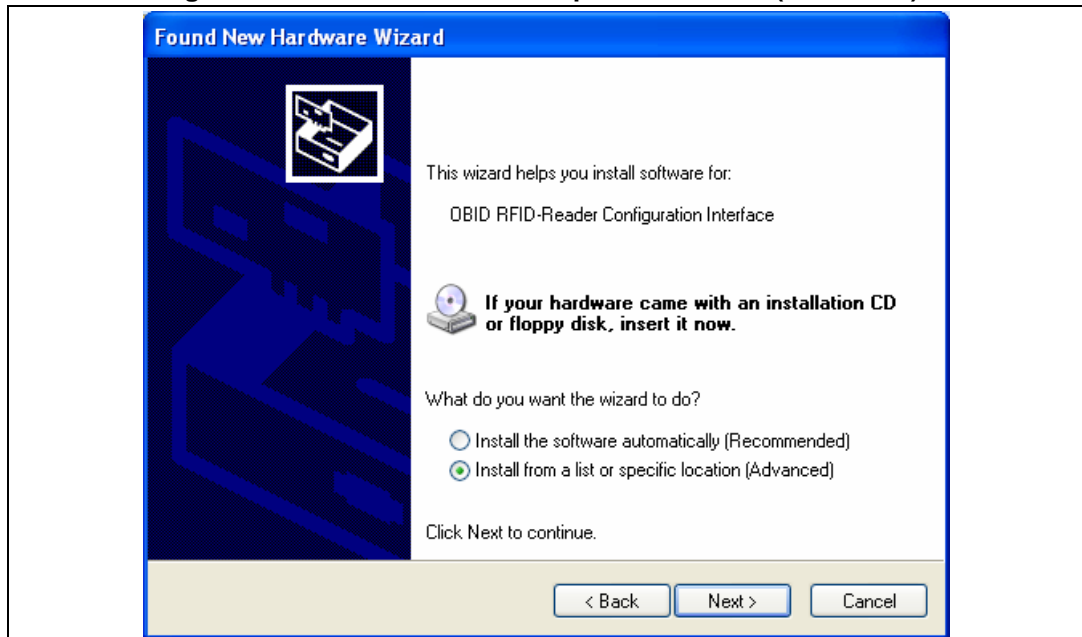 Found New Hardware Wizard
This wizard helps you install software for:
OBID RFID-Reader Configuration Interface
If your hardware came with an installation CD
or floppy disk, insert it now.
What do you want the wizard to do?
Install the software automatically (Recommended)
Install from a list or specific location (Advanced)
Click Next to continue.
< Back
Next >
Cancel